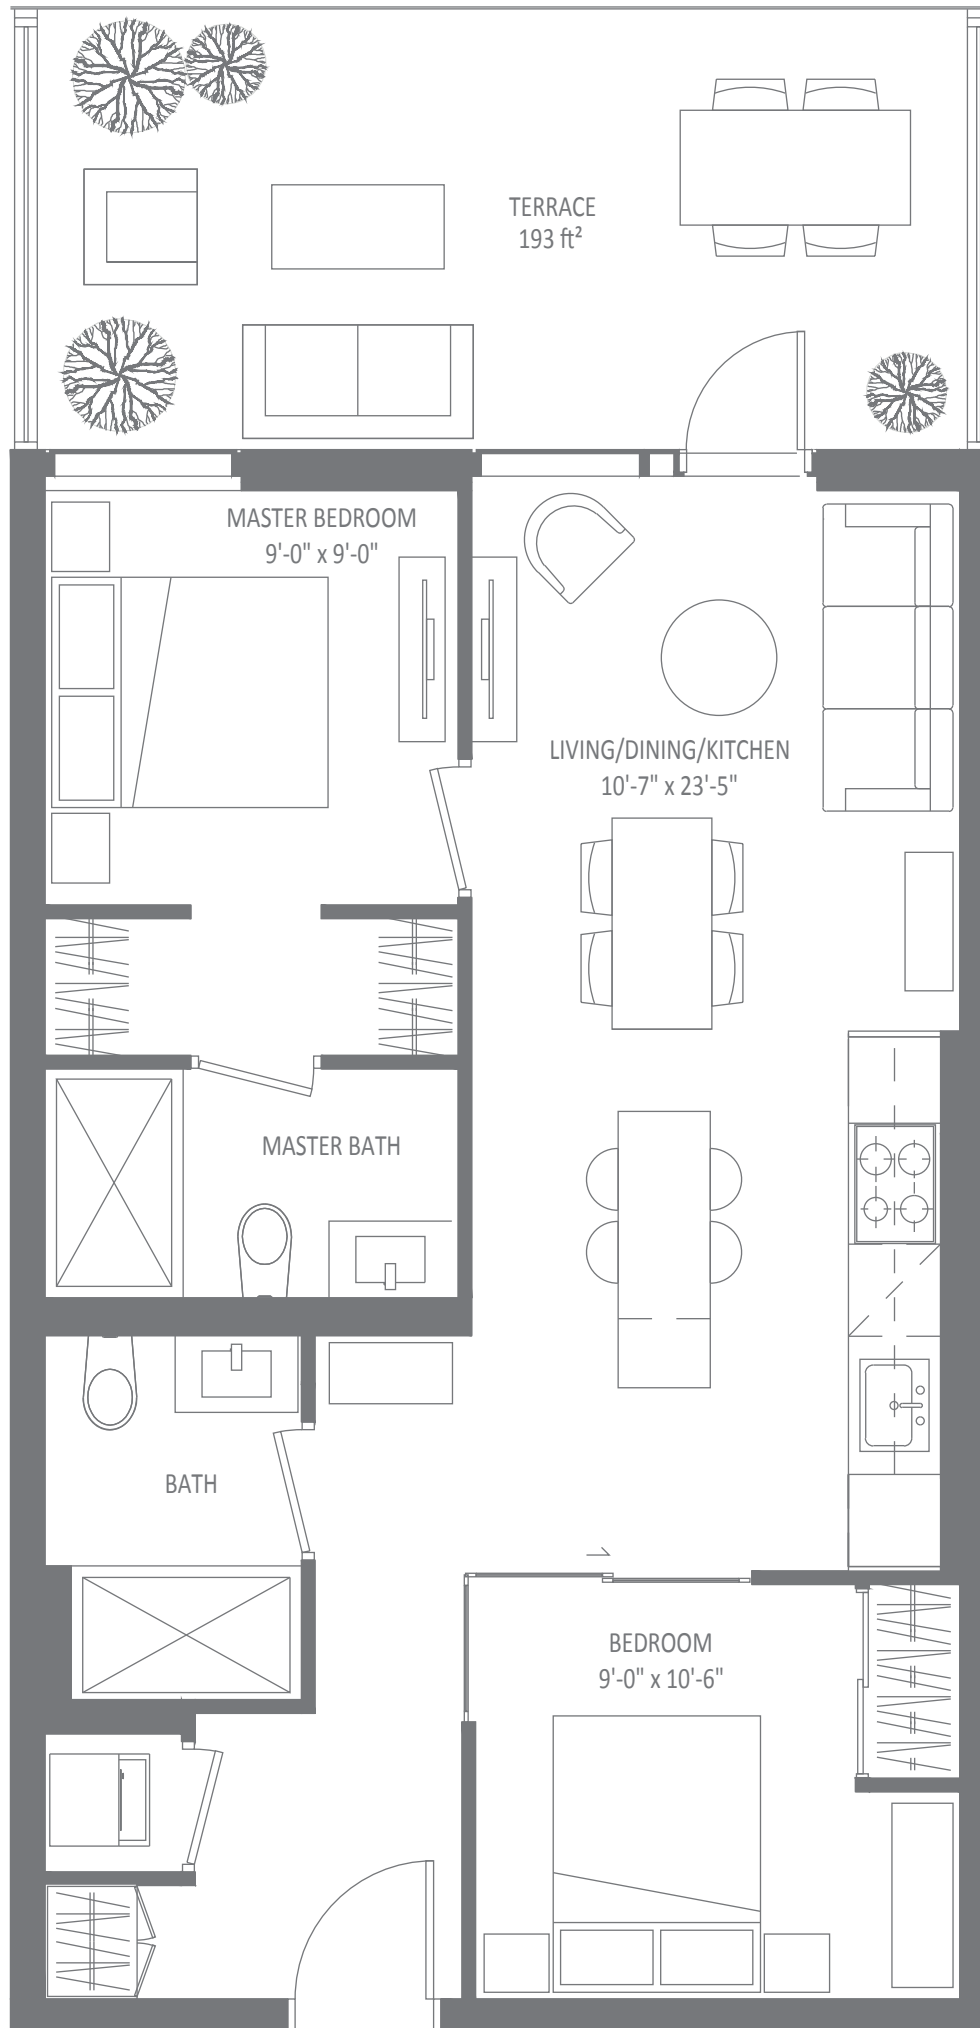 TERRACE
193 ft²
MASTER BEDROOM
9'-0" x 9'-0"
LIVING/DINING/KITCHEN
10'-7" x 23'-5"
MASTER BATH
BATH
BEDROOM
9'-0" x 10'-6"